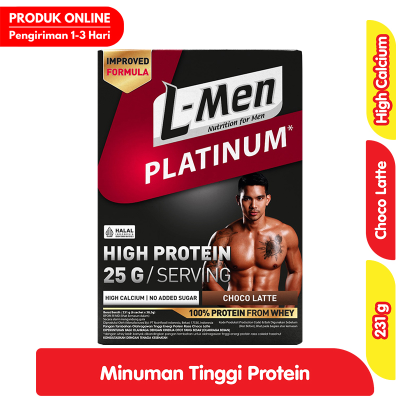 PRODUK ONLINE
Pengiriman 1-3 Hari
IMPROVED
FORMULA
L-Men
Nutrition for Men
PLATINUM*
HALAL
INDONESIA
HIGH PROTEIN
25 G/SERVING
HIGH CALCIUM | NO ADDED SUGAR
CHOCO LATTE
100% PROTEIN FROM WHEY
High Calcium
Choco Latte
231 g
Minuman Tinggi Protein